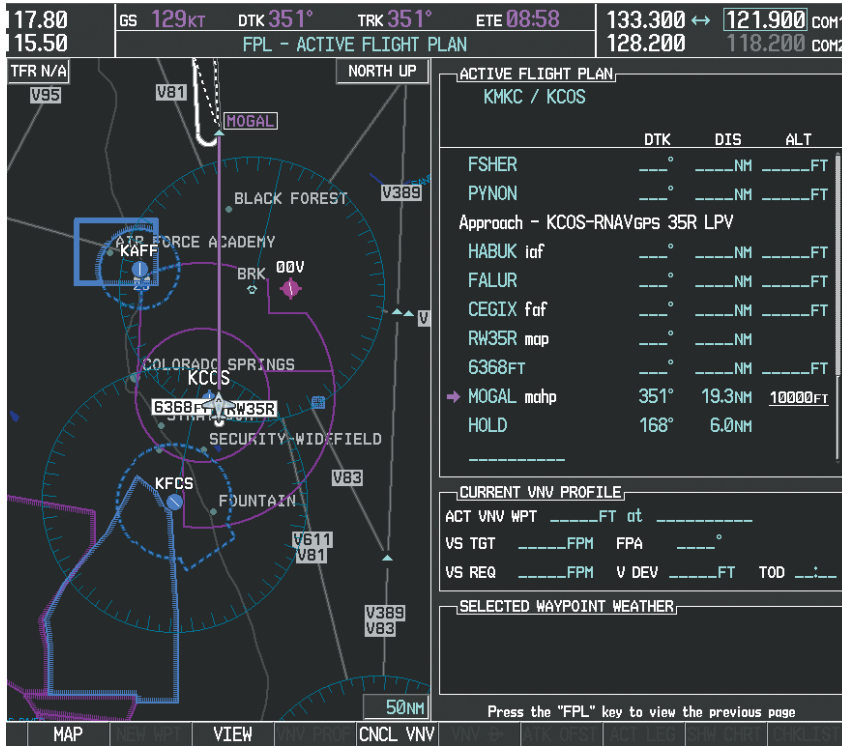 17.80
15.50
GS 129KT DTK 351° TRK 351° ETE 08:58
FPL - ACTIVE FLIGHT PLAN
133.300 ↔ 121.900 COM1
128.200 118.200 COM2
TFR N/A
NORTH UP
V95
V81
MOGAL
BLACK FOREST
V389
AIR FORCE ACADEMY
KAFF
BRK
00V
V
COLORADO SPRINGS
KCOS
6368FT
RW35R
SECURITY-WIDEFIELD
KFCS
V83
FOUNTAIN
V611
V81
V389
V83
50NM
ACTIVE FLIGHT PLAN
KMKC / KCOS
DTK DIS ALT
FSHER ___° ____NM _____FT
PYNON ___° ____NM _____FT
Approach - KCOS-RNAVGPS 35R LPV
HABUK iaf ___° ____NM _____FT
FALUR ___° ____NM _____FT
CEGIX faf ___° ____NM _____FT
RW35R map ___° ____NM
6368FT ___° ____NM _____FT
MOGAL mahp 351° 19.3NM 10000FT
HOLD 168° 6.0NM
__________
CURRENT VNV PROFILE
ACT VNV WPT _____FT at __________
VS TGT _____FPM FPA ____°
VS REQ _____FPM V DEV _____FT TOD __:__
SELECTED WAYPOINT WEATHER
Press the "FPL" key to view the previous page
MAP NEW WPT VIEW VNV PROF CNCL VNV VNV ATK OFST ACT LEG SHW CHRT CHKLIST